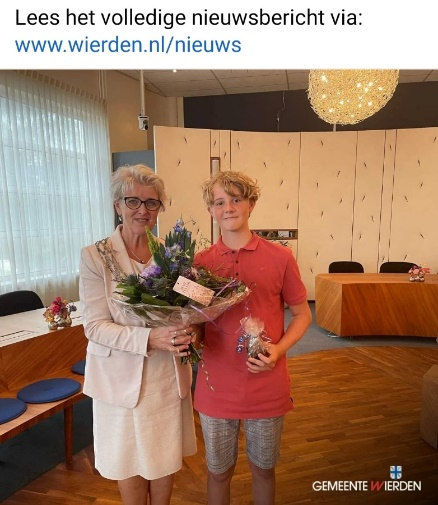 Lees het volledige nieuwsbericht via:
www.wierden.nl/nieuws
GEMEENTE WIERDEN